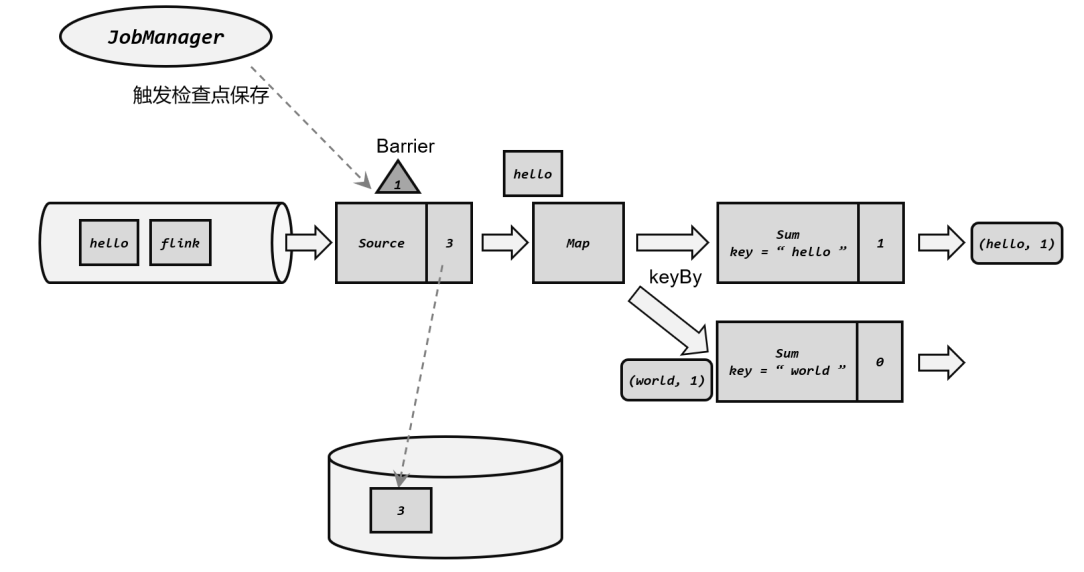 JobManager
触发检查点保存
Barrier
1
hello
hello
flink
Source
3
Map
Sum
key = “ hello ”
1
(hello, 1)
keyBy
Sum
key = “ world ”
0
(world, 1)
3